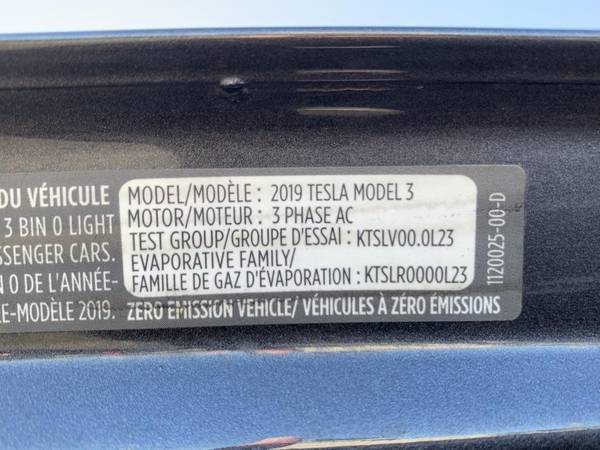 DU VÉHICULE
3 BIN 0 LIGHT
SSENGER CARS.
N 0 DE L'ANNÉE-
LE-MODÈLE 2019.
MODEL/MODÈLE : 2019 TESLA MODEL 3
MOTOR/MOTEUR : 3 PHASE AC
TEST GROUP/GROUPE D'ESSAI : KTSLV00.0L23
EVAPORATIVE FAMILY/
FAMILLE DE GAZ D'ÉVAPORATION : KTSLR0000L23
ZERO EMISSION VEHICLE/ VÉHICULES À ZÉRO ÉMISSIONS
1120025-00-D